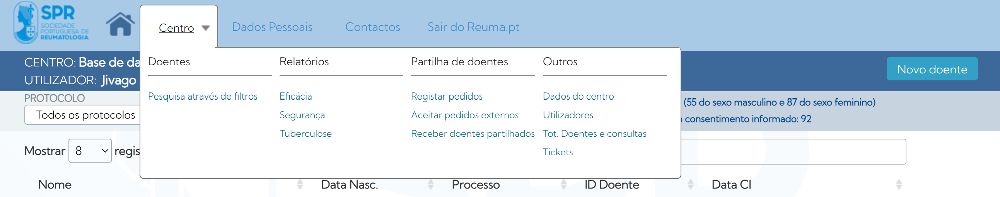 SPR
SOCIEDADE
PORTUGUESA DE
REUMATOLOGIA
Centro
Dados Pessoais
Contactos
Sair do Reuma.pt
CENTRO: Base de da
UTILIZADOR: Jivago
Novo doente
Doentes
Pesquisa através de filtros
Relatórios
Eficácia
Segurança
Tuberculose
Partilha de doentes
Registar pedidos
Aceitar pedidos externos
Receber doentes partilhados
Outros
Dados do centro
Utilizadores
Tot. Doentes e consultas
Tickets
PROTOCOLO
Todos os protocolos
(55 do sexo masculino e 87 do sexo feminino)
consentimento informado: 92
Mostrar 8 regis
Nome Data Nasc. Processo ID Doente Data CI